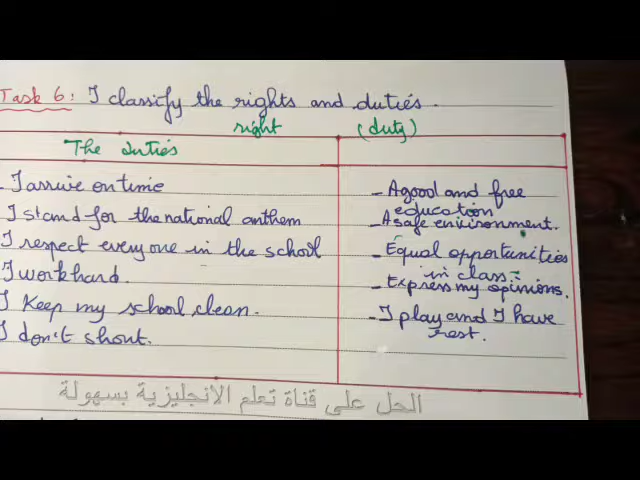 Task 6: I classify the rights and duties.
right (duty)
The duties
- I arrive on time
I stand for the national anthem
I respect everyone in the school
I work hard.
I Keep my school clean.
I don't shout.
- A good and free
education
- A safe environment.
- Equal opportunities
in class.
- Express my opinions.
- I play and I have
rest.
الحل على قناة تعلم الانجليزية بسهولة